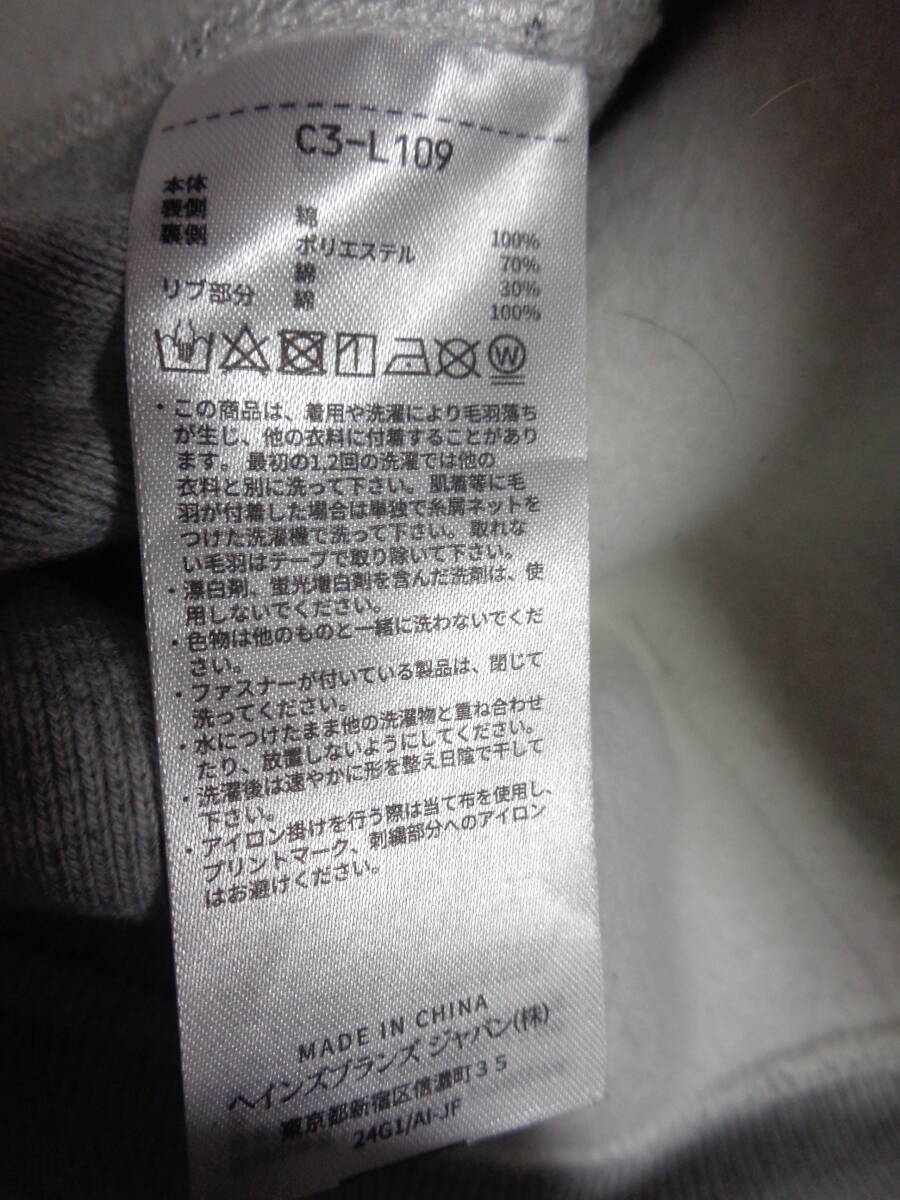 C3-L109
本体
表側 綿 100%
裏側 ポリエステル 70%
綿 30%
リブ部分 綿 100%
W
・この商品は、着用や洗濯により毛羽落ち
が生じ、他の衣料に付着することがあり
ます。最初の1,2回の洗濯では他の
衣料と別に洗って下さい。肌着等に毛
羽が付着した場合は単独で糸屑ネットを
つけた洗濯機で洗って下さい。取れな
い毛羽はテープで取り除いて下さい。
・漂白剤、蛍光増白剤を含んだ洗剤は、使
用しないでください。
・色物は他のものと一緒に洗わないでくだ
さい。
・ファスナーが付いている製品は、閉じて
洗ってください。
・水につけたまま他の洗濯物と重ね合わせ
たり、放置しないようにしてください。
・洗濯後は速やかに形を整え日陰で干して
下さい。
・アイロン掛けを行う際は当て布を使用し、
プリントマーク、刺繍部分へのアイロン
はお避けください。
MADE IN CHINA
ヘインズブランズ ジャパン(株)
東京都新宿区信濃町35
24G1/AI-JF